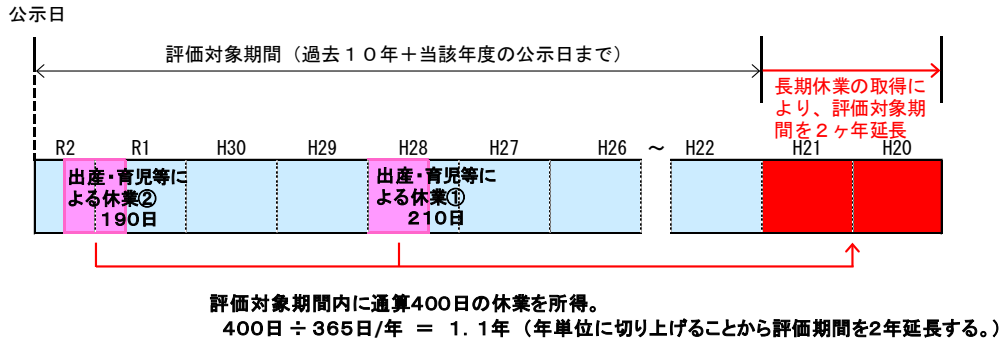 公示日
評価対象期間（過去１０年＋当該年度の公示日まで）
長期休業の取得に
より、評価対象期
間を２ヶ年延長
R2 R1 H30 H29 H28 H27 H26 ～ H22 H21 H20
出産・育児等に
よる休業②
190日
出産・育児等に
よる休業①
210日
評価対象期間内に通算400日の休業を所得。
400日÷365日/年 ＝ 1．1年（年単位に切り上げることから評価期間を2年延長する。）